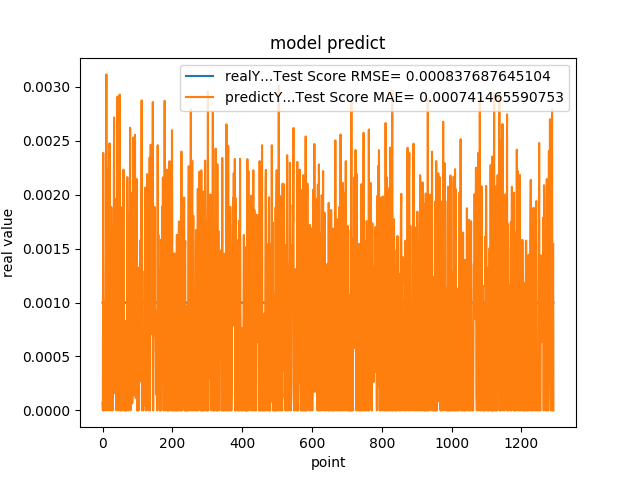 model predict
realY...Test Score RMSE= 0.000837687645104
predictY...Test Score MAE= 0.000741465590753
0.0030
0.0025
0.0020
0.0015
0.0010
0.0005
0.0000
real value
0 200 400 600 800 1000 1200
point